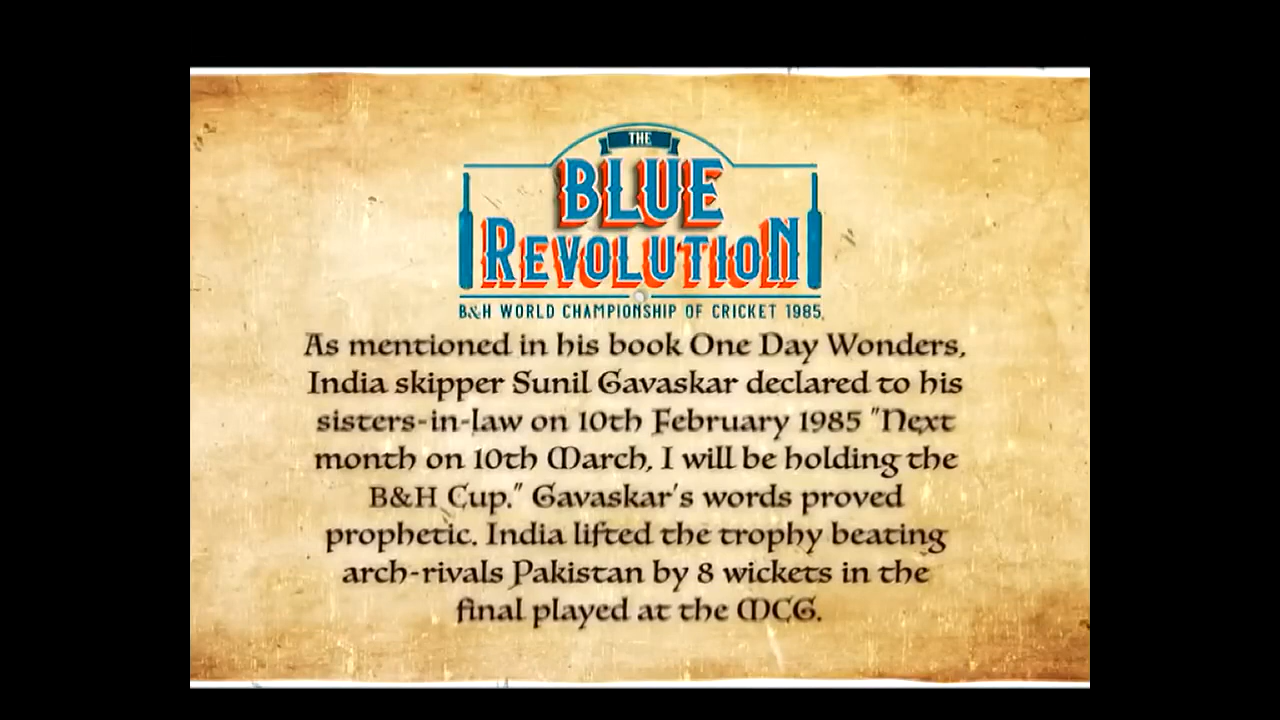 THE
BLUE
REVOLUTION
B&H WORLD CHAMPIONSHIP OF CRICKET 1985.
As mentioned in his book One Day Wonders,
India skipper Sunil Gavaskar declared to his
sisters-in-law on 10th February 1985 "Next
month on 10th March, I will be holding the
B&H Cup." Gavaskar's words proved
prophetic. India lifted the trophy beating
arch-rivals Pakistan by 8 wickets in the
final played at the MCG.